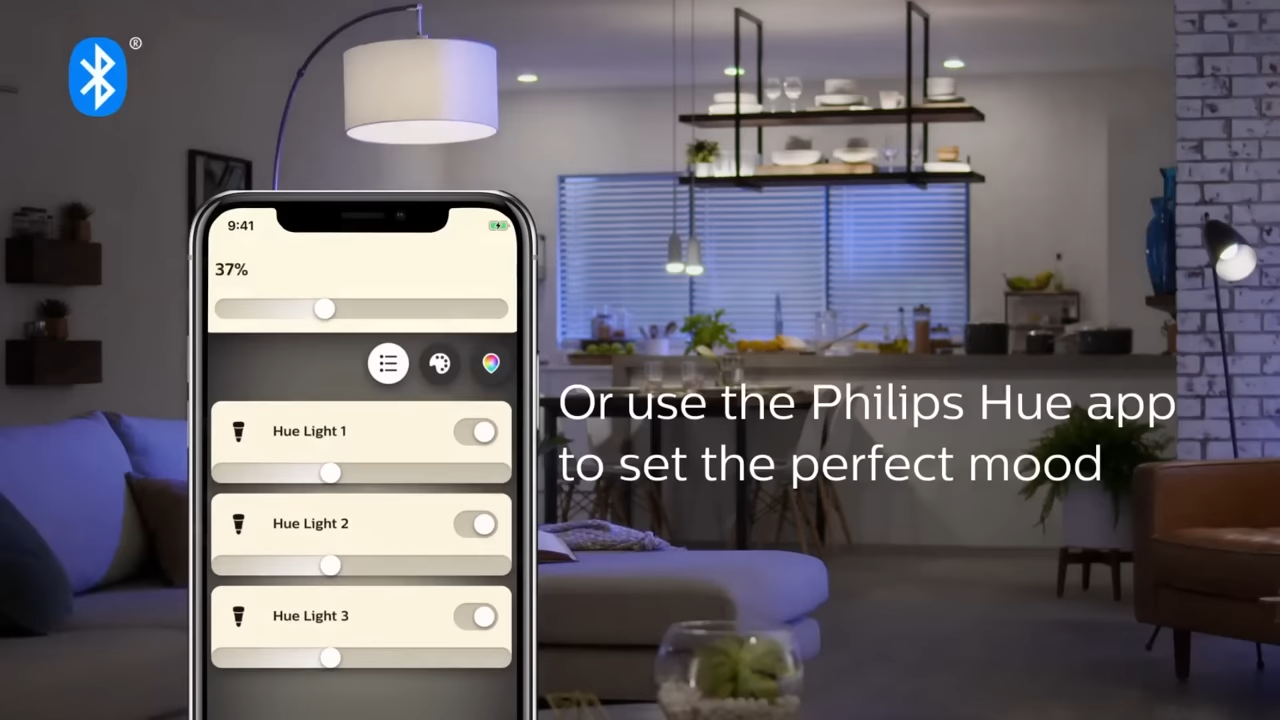 ®
9:41
37%
Hue Light 1
Hue Light 2
Hue Light 3
Or use the Philips Hue app
to set the perfect mood